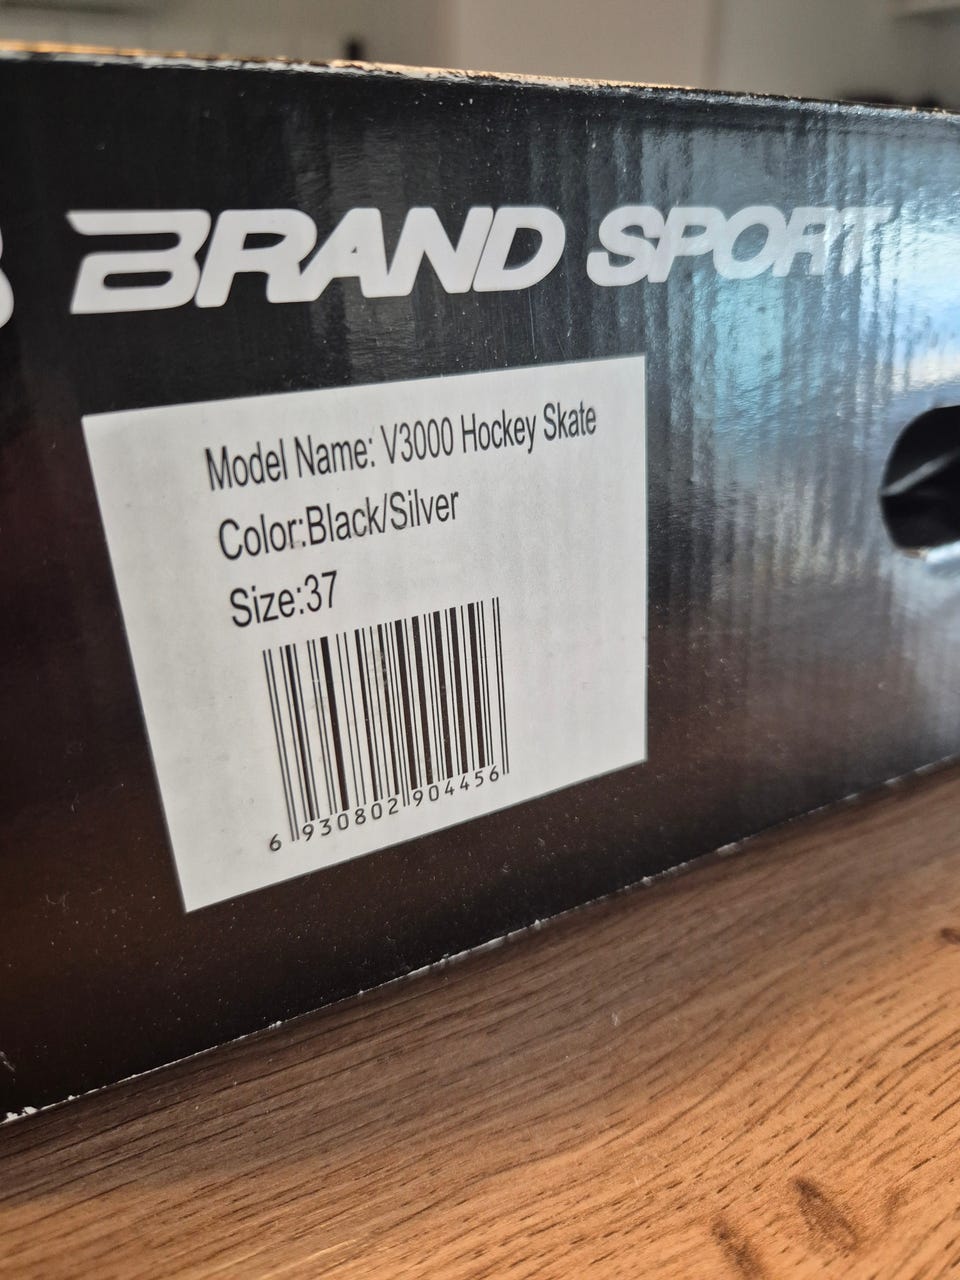 BRAND SPORT
Model Name: V3000 Hockey Skate
Color:Black/Silver
Size:37
6 930802 904456